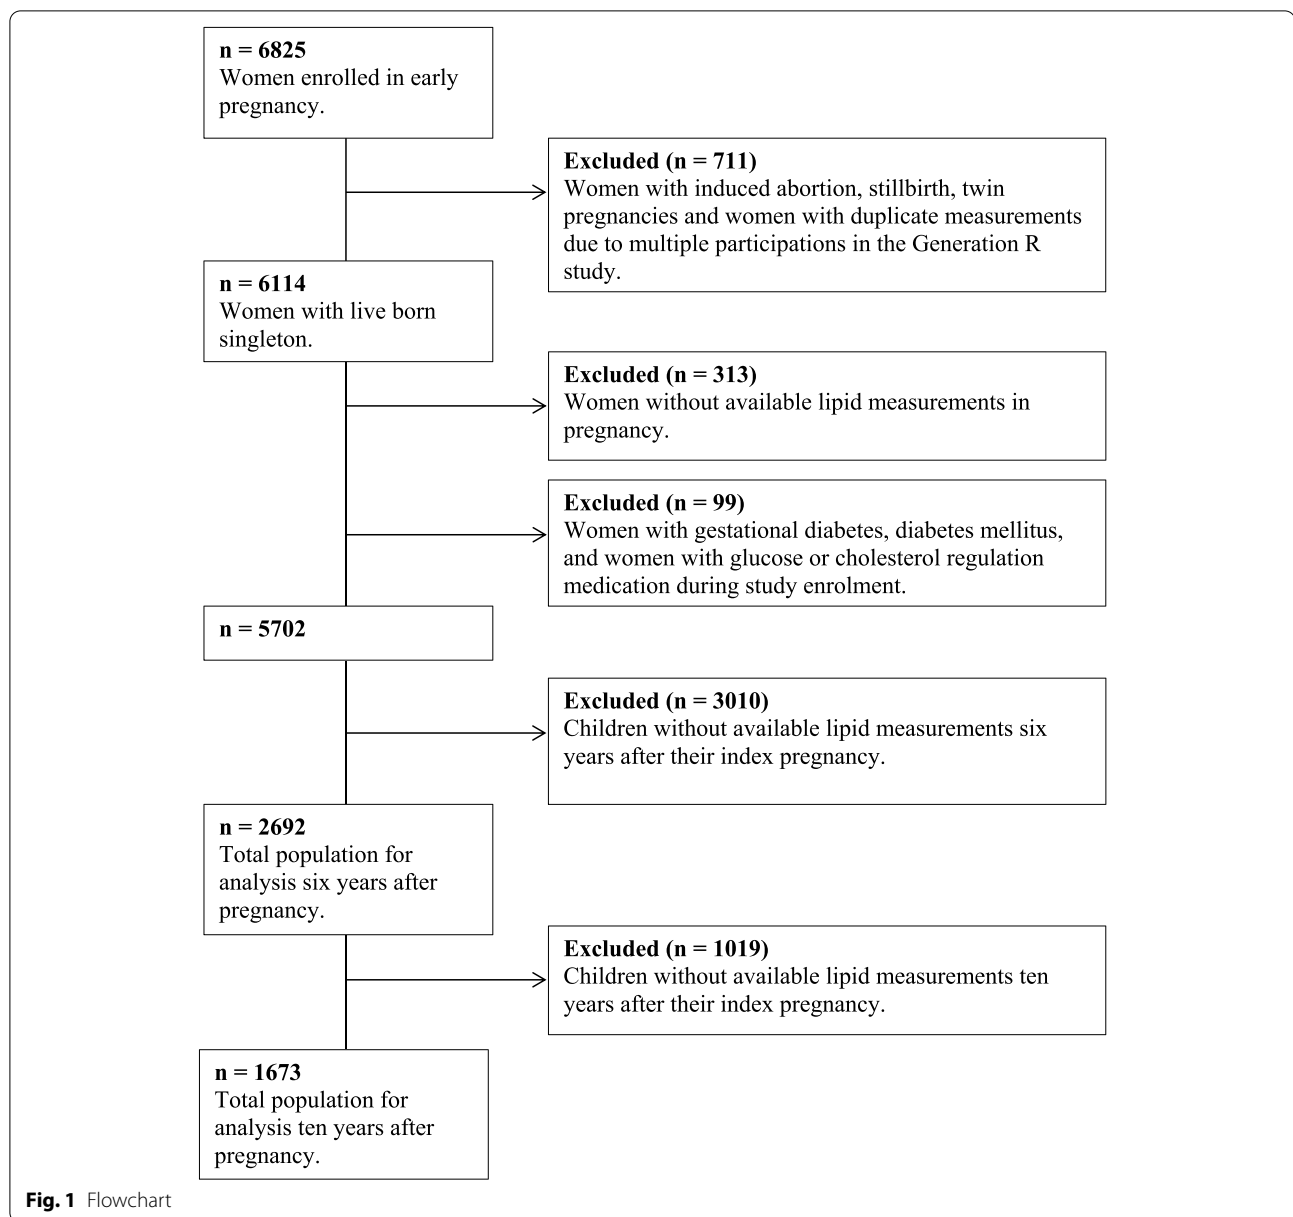 n = 6825
Women enrolled in early
pregnancy.
Excluded (n = 711)
Women with induced abortion, stillbirth, twin
pregnancies and women with duplicate measurements
due to multiple participations in the Generation R
study.
n = 6114
Women with live born
singleton.
Excluded (n = 313)
Women without available lipid measurements in
pregnancy.
Excluded (n = 99)
Women with gestational diabetes, diabetes mellitus,
and women with glucose or cholesterol regulation
medication during study enrolment.
n = 5702
Excluded (n = 3010)
Children without available lipid measurements six
years after their index pregnancy.
n = 2692
Total population for
analysis six years after
pregnancy.
Excluded (n = 1019)
Children without available lipid measurements ten
years after their index pregnancy.
n = 1673
Total population for
analysis ten years after
pregnancy.
Fig. 1 Flowchart